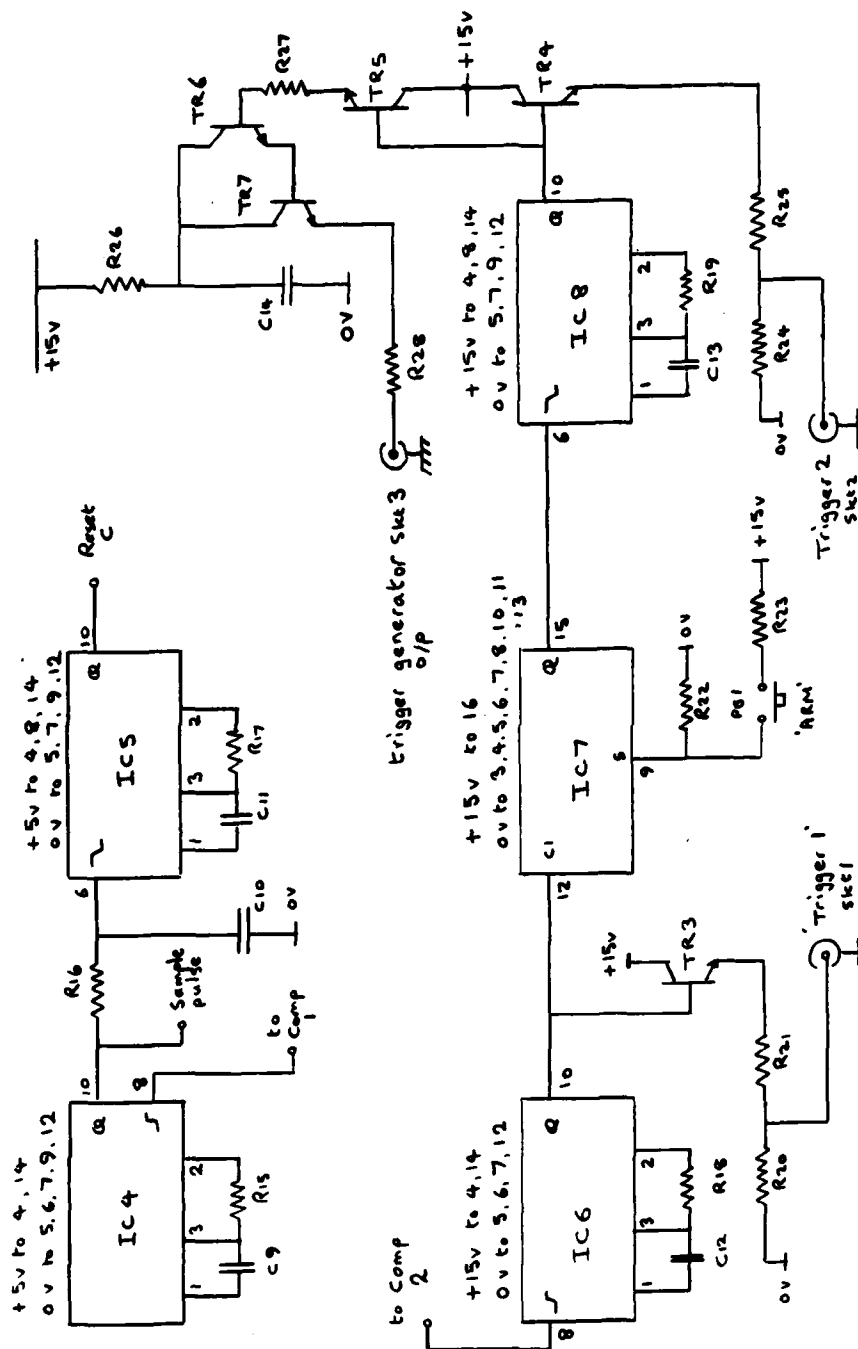 +5v to 4, 14
0v to 5,6,7,9,12
IC4
Q
10
8
1
3
2
C9
R15
R16
Sample
pulse
to
Comp
1
C10
0v
+5v to 4,8,14
0v to 5,7,9,12
IC5
6
Q
10
1
3
2
C11
R17
Reset
C
+15v
R26
C14
0v
TR7
TR6
R27
TR5
+15v
TR4
R28
trigger generator skt3
o/p
to Comp
2
+15v to 4,14
0v to 5,6,7,12
IC6
8
Q
10
1
3
2
C12
R18
0v
R20
R21
+15v
TR3
'Trigger 1'
skt1
+15v to 16
0v to 3,4,5,6,7,8,10,11
,13
IC7
C1
12
S
9
Q
15
R22
0v
PB1
'ARM'
R23
+15v
+15v to 4,8,14
0v to 5,7,9,12
IC8
6
Q
10
1
3
2
C13
R19
0v
R24
R25
Trigger 2
skt2